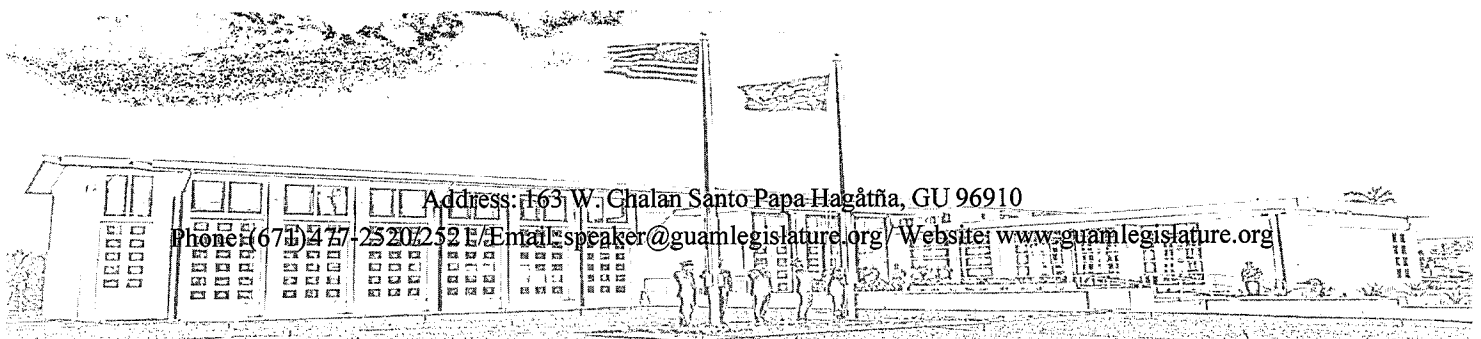 Address: 163 W. Chalan Santo Papa Hagåtña, GU 96910
Phone: (671) 477-2520/2521 / Email: speaker@guamlegislature.org / Website: www.guamlegislature.org